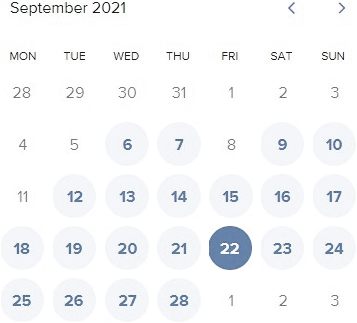 September 2021
MON TUE WED THU FRI SAT SUN
28 29 30 31 1 2 3
4 5 6 7 8 9 10
11 12 13 14 15 16 17
18 19 20 21 22 23 24
25 26 27 28 1 2 3